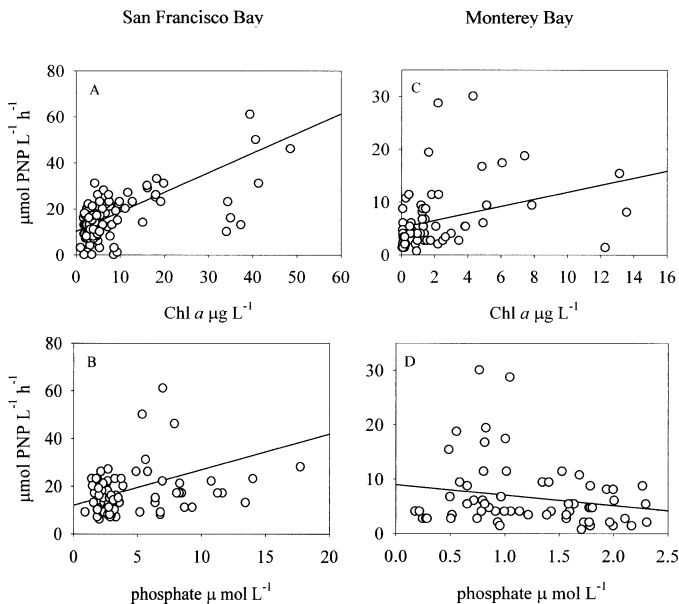 San Francisco Bay
Monterey Bay
µmol PNP L⁻¹ h⁻¹
80
60
40
20
0
A
0 10 20 30 40 50 60
Chl a µg L⁻¹
30
20
10
0
C
0 2 4 6 8 10 12 14 16
Chl a µg L⁻¹
µmol PNP L⁻¹ h⁻¹
80
60
40
20
0
B
0 5 10 15 20
phosphate µ mol L⁻¹
30
20
10
0
D
0.0 0.5 1.0 1.5 2.0 2.5
phosphate µ mol L⁻¹